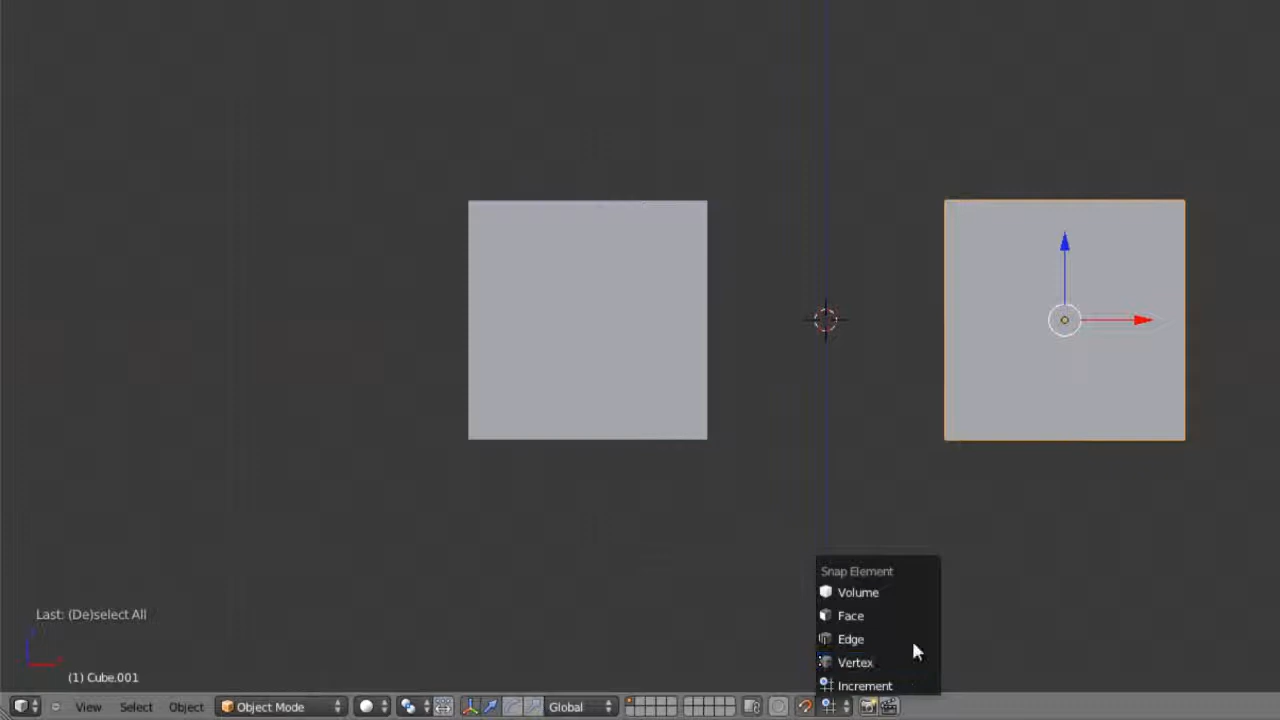 Snap Element
Volume
Face
Edge
Vertex
Increment
Last: (De)select All
(1) Cube.001
View Select Object Object Mode Global